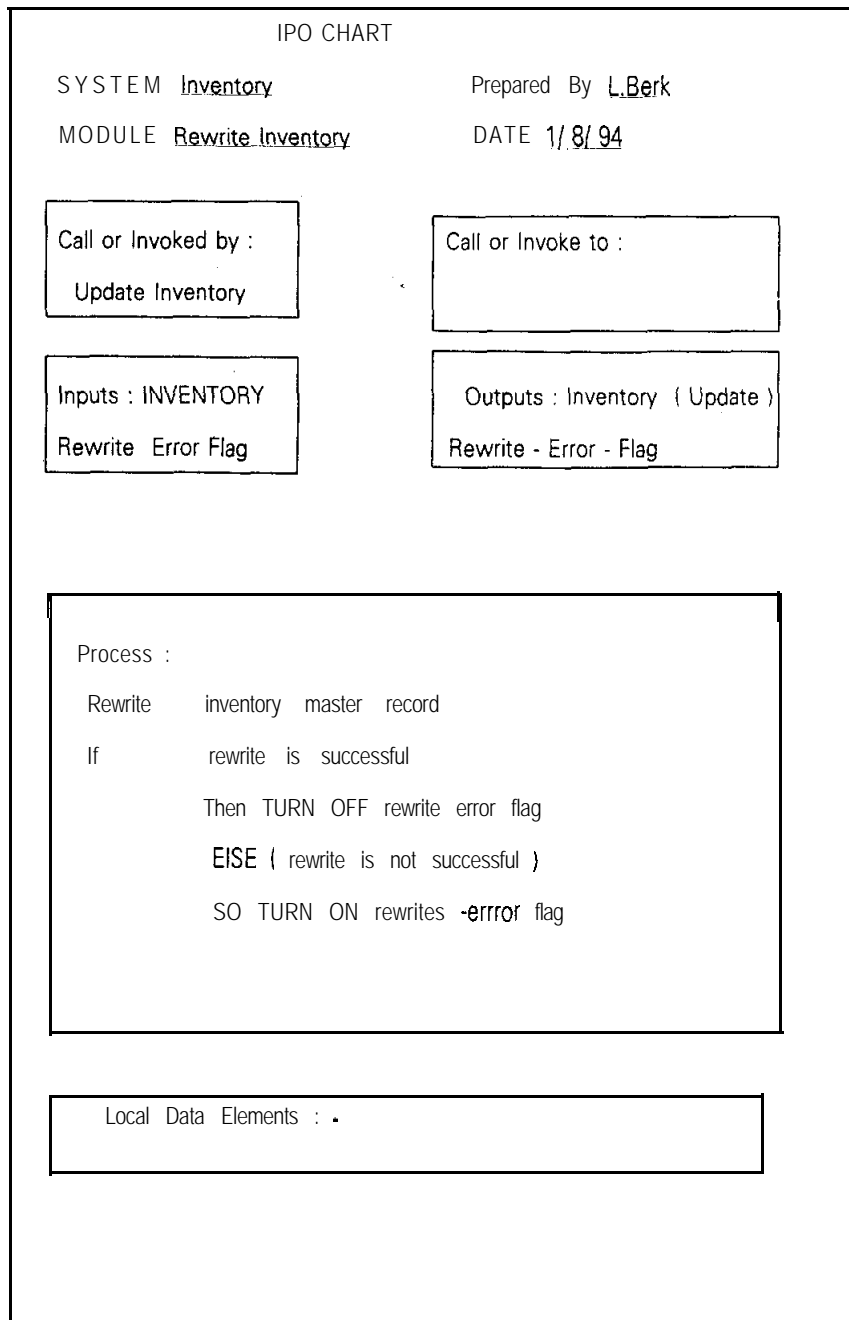 IPO CHART
SYSTEM Inventory
Prepared By L.Berk
MODULE Rewrite Inventory
DATE 1/ 8/ 94
Call or Invoked by :
Update Inventory
Call or Invoke to :
Inputs : INVENTORY
Rewrite Error Flag
Outputs : Inventory ( Update )
Rewrite - Error - Flag
Process :
Rewrite inventory master record
If rewrite is successful
Then TURN OFF rewrite error flag
EISE ( rewrite is not successful )
SO TURN ON rewrites -errror flag
Local Data Elements : -